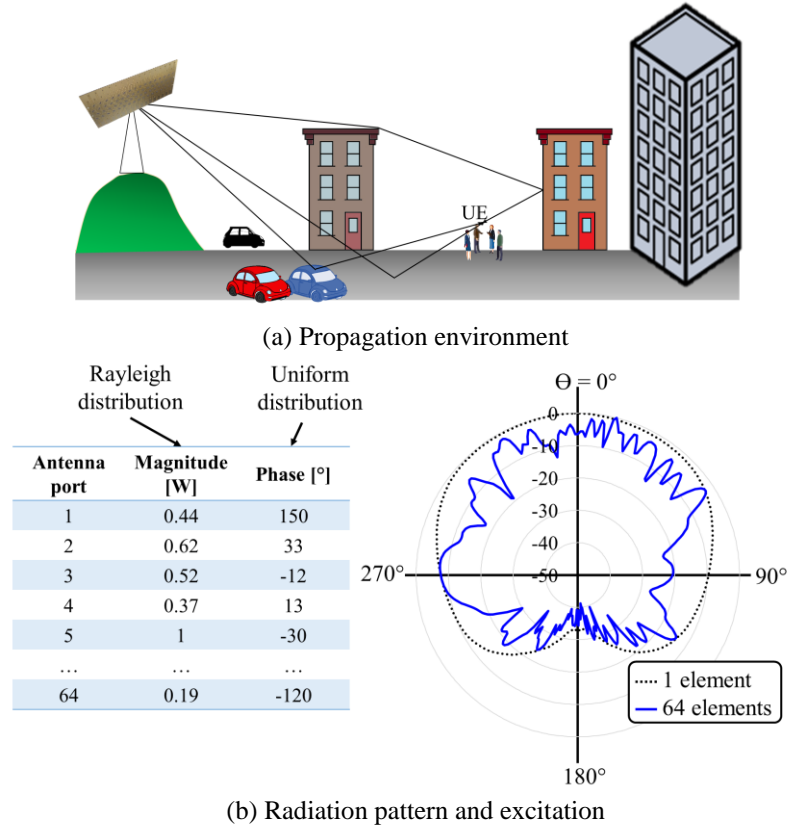 UE
(a) Propagation environment
Rayleigh
distribution
Uniform
distribution
Antenna
port
Magnitude
[W]
Phase [°]
1 0.44 150
2 0.62 33
3 0.52 -12
4 0.37 13
5 1 -30
... ... ...
64 0.19 -120
Ɵ = 0°
0
-10
-20
-30
-40
-50
270°
90°
180°
1 element
64 elements
(b) Radiation pattern and excitation